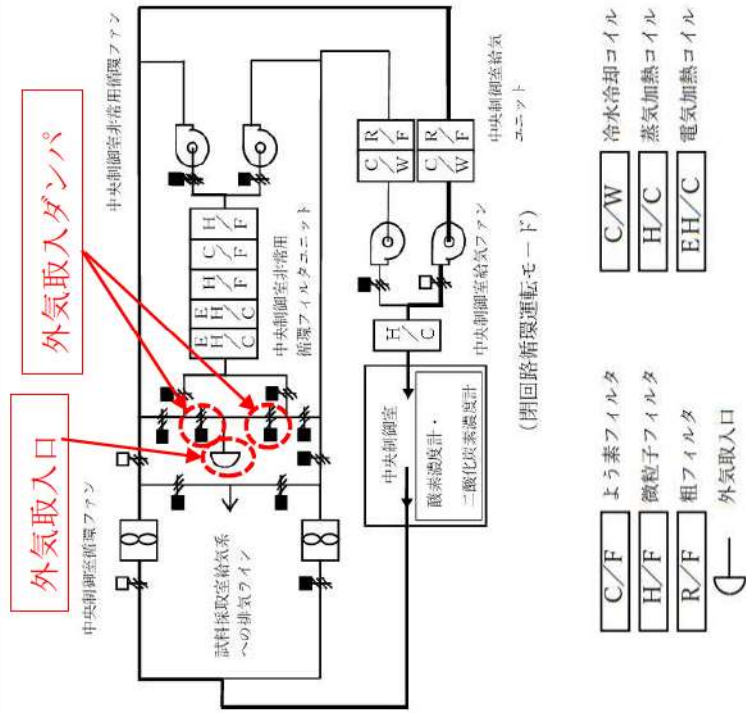 外気取入口
外気取入ダンパ
中央制御室循環ファン
中央制御室非常用循環ファン
試料採取室給気系
への排気ライン
E
H/C
E
H/C
H/F
C/F
H/F
中央制御室非常用
循環フィルタユニット
C/W
R/F
C/W
R/F
中央制御室給気
ユニット
H/C
中央制御室給気ファン
中央制御室
酸素濃度計・
二酸化炭素濃度計
(閉回路循環運転モード)
C/F よう素フィルタ
H/F 微粒子フィルタ
R/F 粗フィルタ
外気取入口
C/W 冷水冷却コイル
H/C 蒸気加熱コイル
EH/C 電気加熱コイル